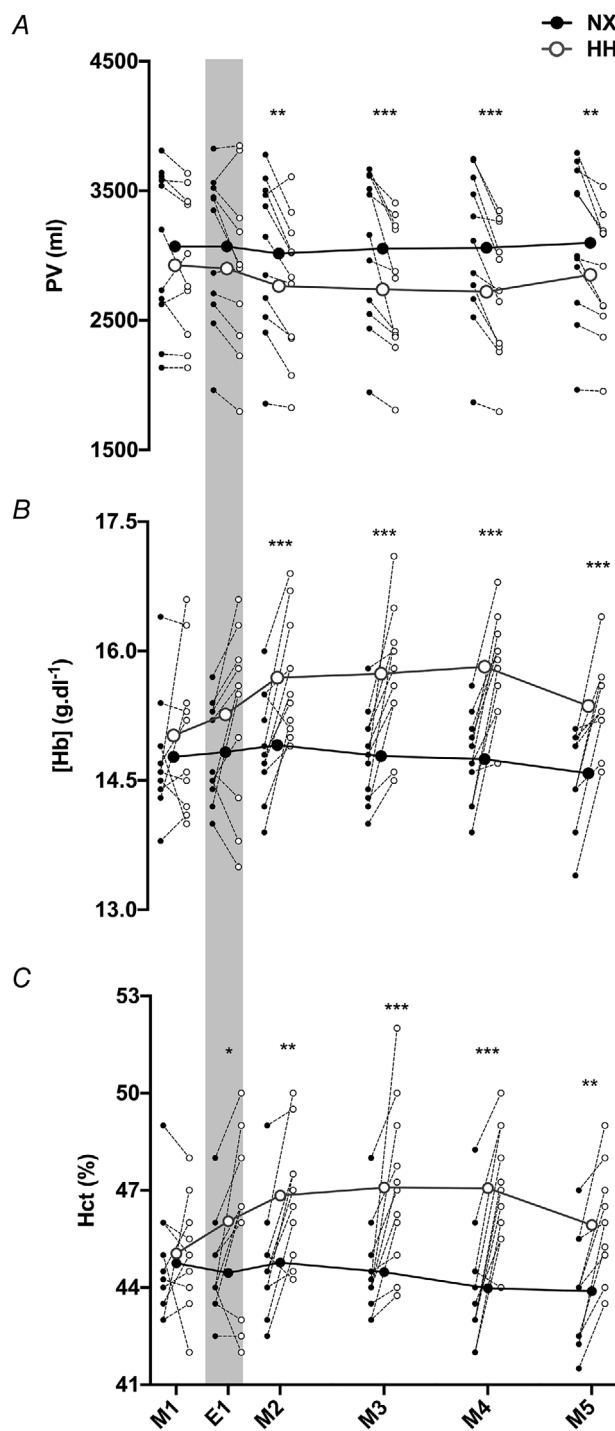 A
NX
HH
4500
3500
2500
1500
PV (ml)
** *** *** **
B
17.5
16.0
14.5
13.0
[Hb] (g.dl⁻¹)
*** *** *** ***
C
53
50
47
44
41
Hct (%)
* ** *** *** **
M1 E1 M2 M3 M4 M5